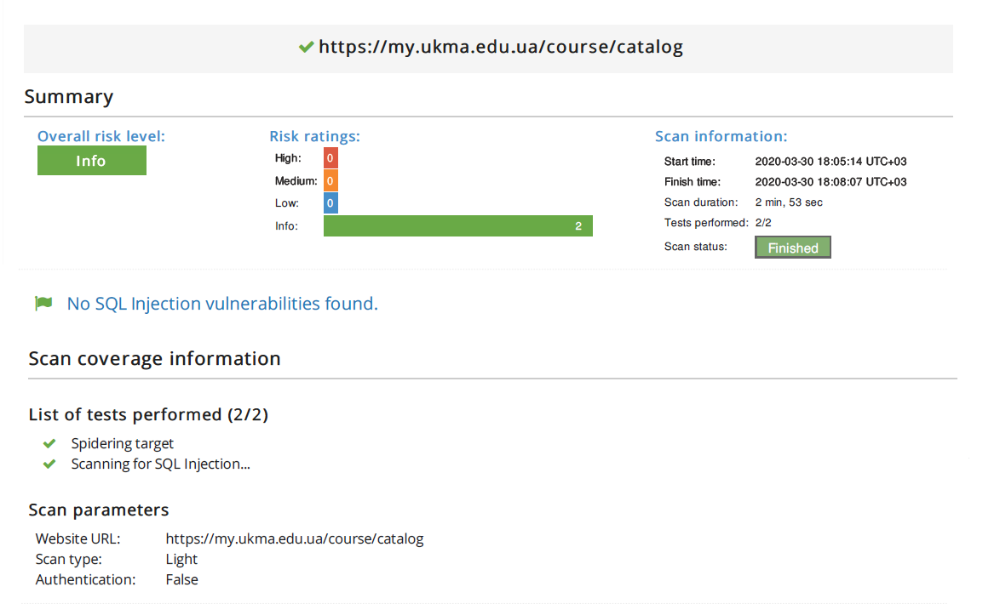 https://my.ukma.edu.ua/course/catalog
Summary
Overall risk level:
Info
Risk ratings:
High: 0
Medium: 0
Low: 0
Info: 2
Scan information:
Start time: 2020-03-30 18:05:14 UTC+03
Finish time: 2020-03-30 18:08:07 UTC+03
Scan duration: 2 min, 53 sec
Tests performed: 2/2
Scan status: Finished
No SQL Injection vulnerabilities found.
Scan coverage information
List of tests performed (2/2)
Spidering target
Scanning for SQL Injection...
Scan parameters
Website URL: https://my.ukma.edu.ua/course/catalog
Scan type: Light
Authentication: False